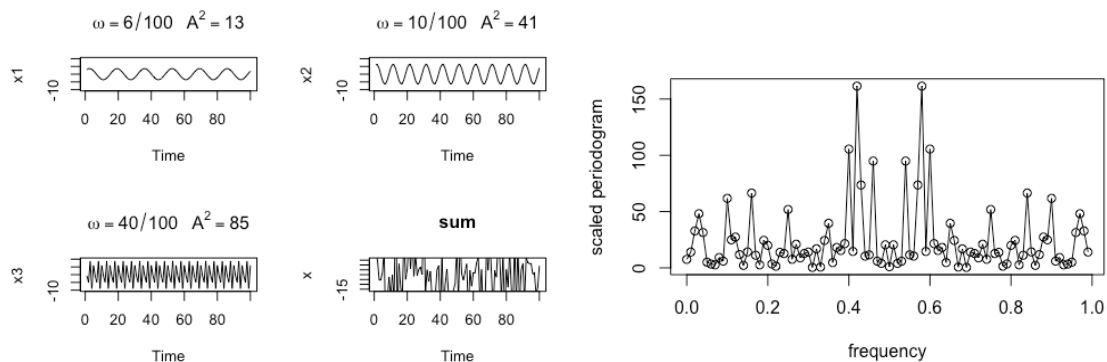 ω = 6/100 A² = 13
x1
-10
0 20 40 60 80
Time
ω = 10/100 A² = 41
x2
-10
0 20 40 60 80
Time
ω = 40/100 A² = 85
x3
-10
0 20 40 60 80
Time
sum
x
-15
0 20 40 60 80
Time
scaled periodogram
150
100
50
0
0.0 0.2 0.4 0.6 0.8 1.0
frequency